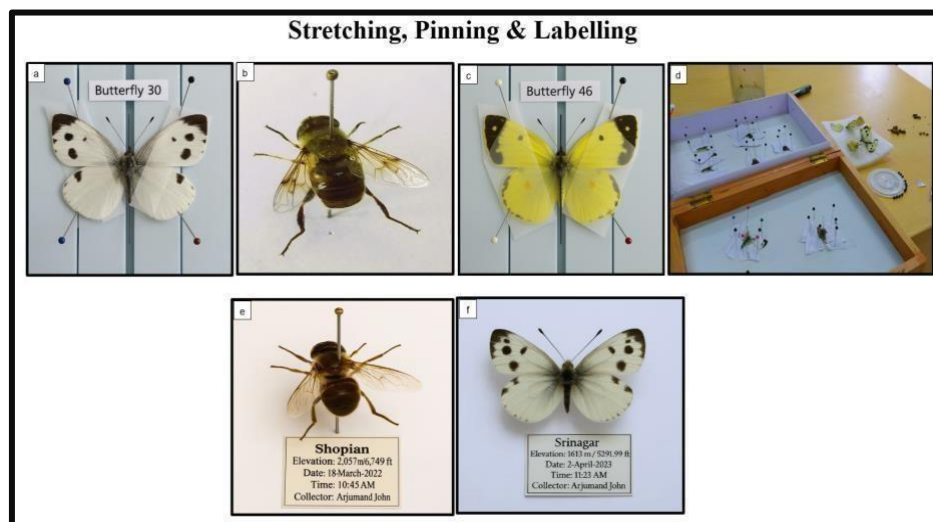 Stretching, Pinning & Labelling
a
Butterfly 30
b
c
Butterfly 46
d
e
Shopian
Elevation: 2,057m/6,749 ft
Date: 18-March-2022
Time: 10:45 AM
Collector: Arjumand John
f
Srinagar
Elevation: 1613 m / 5291.99 ft
Date: 2-April-2023
Time: 11:23 AM
Collector: Arjumand John